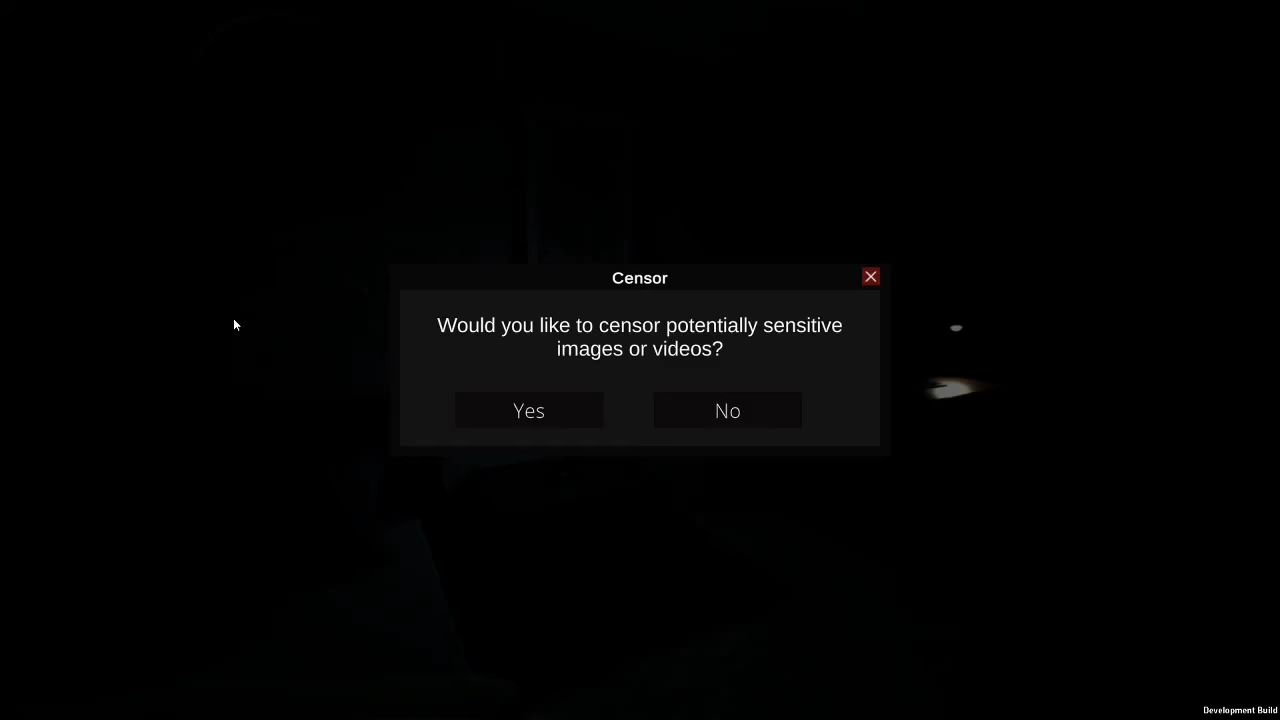 Censor
Would you like to censor potentially sensitive
images or videos?
Yes
No
Development Build